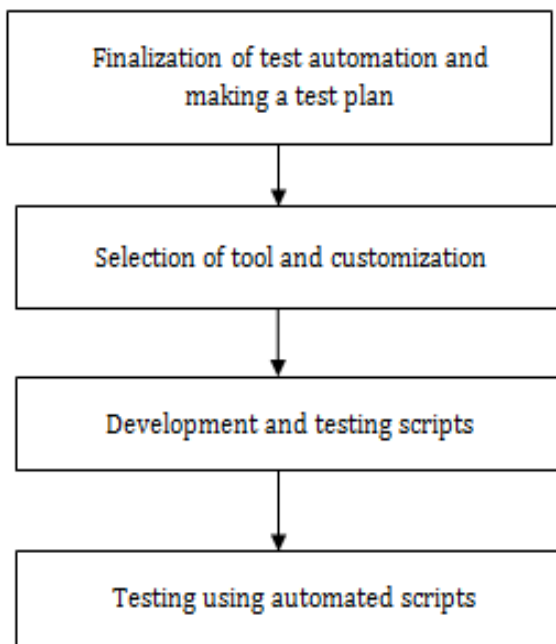 Finalization of test automation and
making a test plan
Selection of tool and customization
Development and testing scripts
Testing using automated scripts